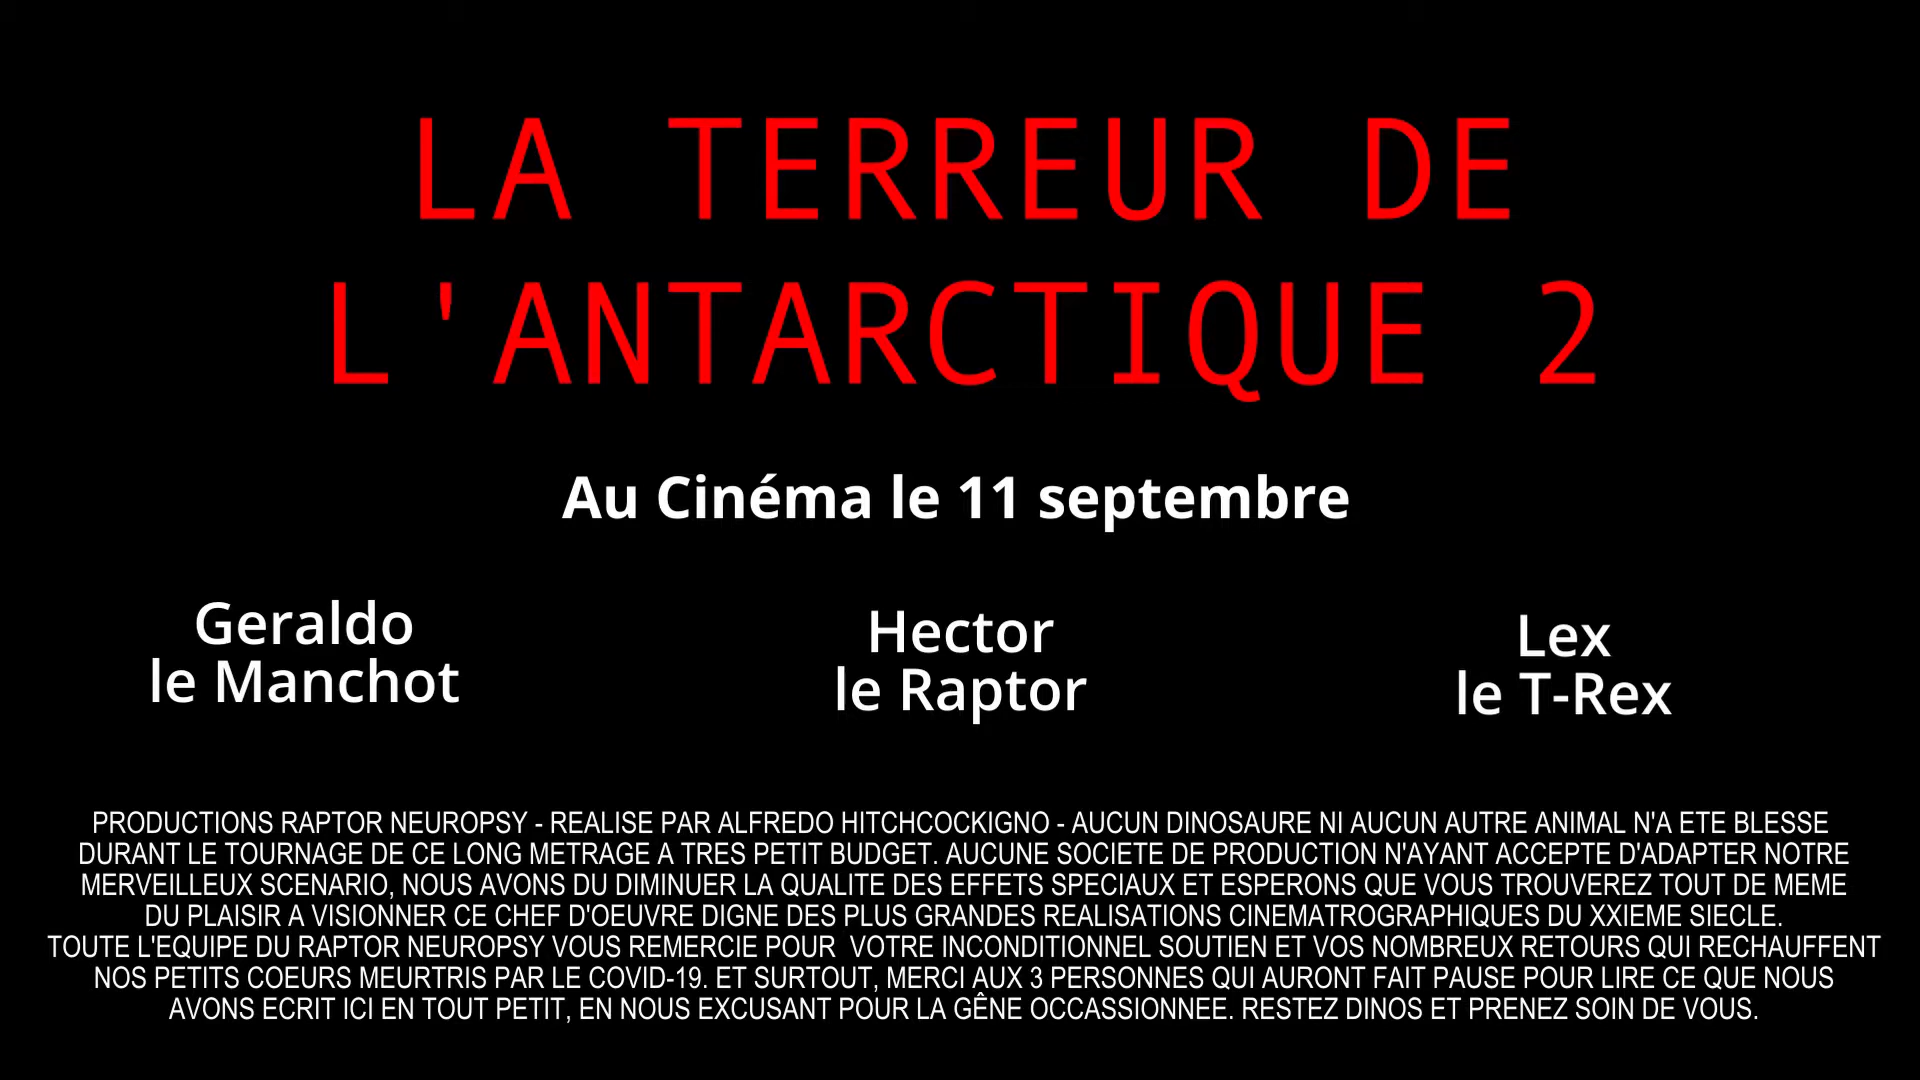 LA TERREUR DE
L'ANTARCTIQUE 2
Au Cinéma le 11 septembre
Geraldo
le Manchot
Hector
le Raptor
Lex
le T-Rex
PRODUCTIONS RAPTOR NEUROPSY - REALISE PAR ALFREDO HITCHCOCKIGNO - AUCUN DINOSAURE NI AUCUN AUTRE ANIMAL N'A ETE BLESSE
DURANT LE TOURNAGE DE CE LONG METRAGE A TRES PETIT BUDGET. AUCUNE SOCIETE DE PRODUCTION N'AYANT ACCEPTE D'ADAPTER NOTRE
MERVEILLEUX SCENARIO, NOUS AVONS DU DIMINUER LA QUALITE DES EFFETS SPECIAUX ET ESPERONS QUE VOUS TROUVEREZ TOUT DE MEME
DU PLAISIR A VISIONNER CE CHEF D'OEUVRE DIGNE DES PLUS GRANDES REALISATIONS CINEMATROGRAPHIQUES DU XXIEME SIECLE.
TOUTE L'EQUIPE DU RAPTOR NEUROPSY VOUS REMERCIE POUR  VOTRE INCONDITIONNEL SOUTIEN ET VOS NOMBREUX RETOURS QUI RECHAUFFENT
NOS PETITS COEURS MEURTRIS PAR LE COVID-19. ET SURTOUT, MERCI AUX 3 PERSONNES QUI AURONT FAIT PAUSE POUR LIRE CE QUE NOUS
AVONS ECRIT ICI EN TOUT PETIT, EN NOUS EXCUSANT POUR LA GÊNE OCCASSIONNEE. RESTEZ DINOS ET PRENEZ SOIN DE VOUS.